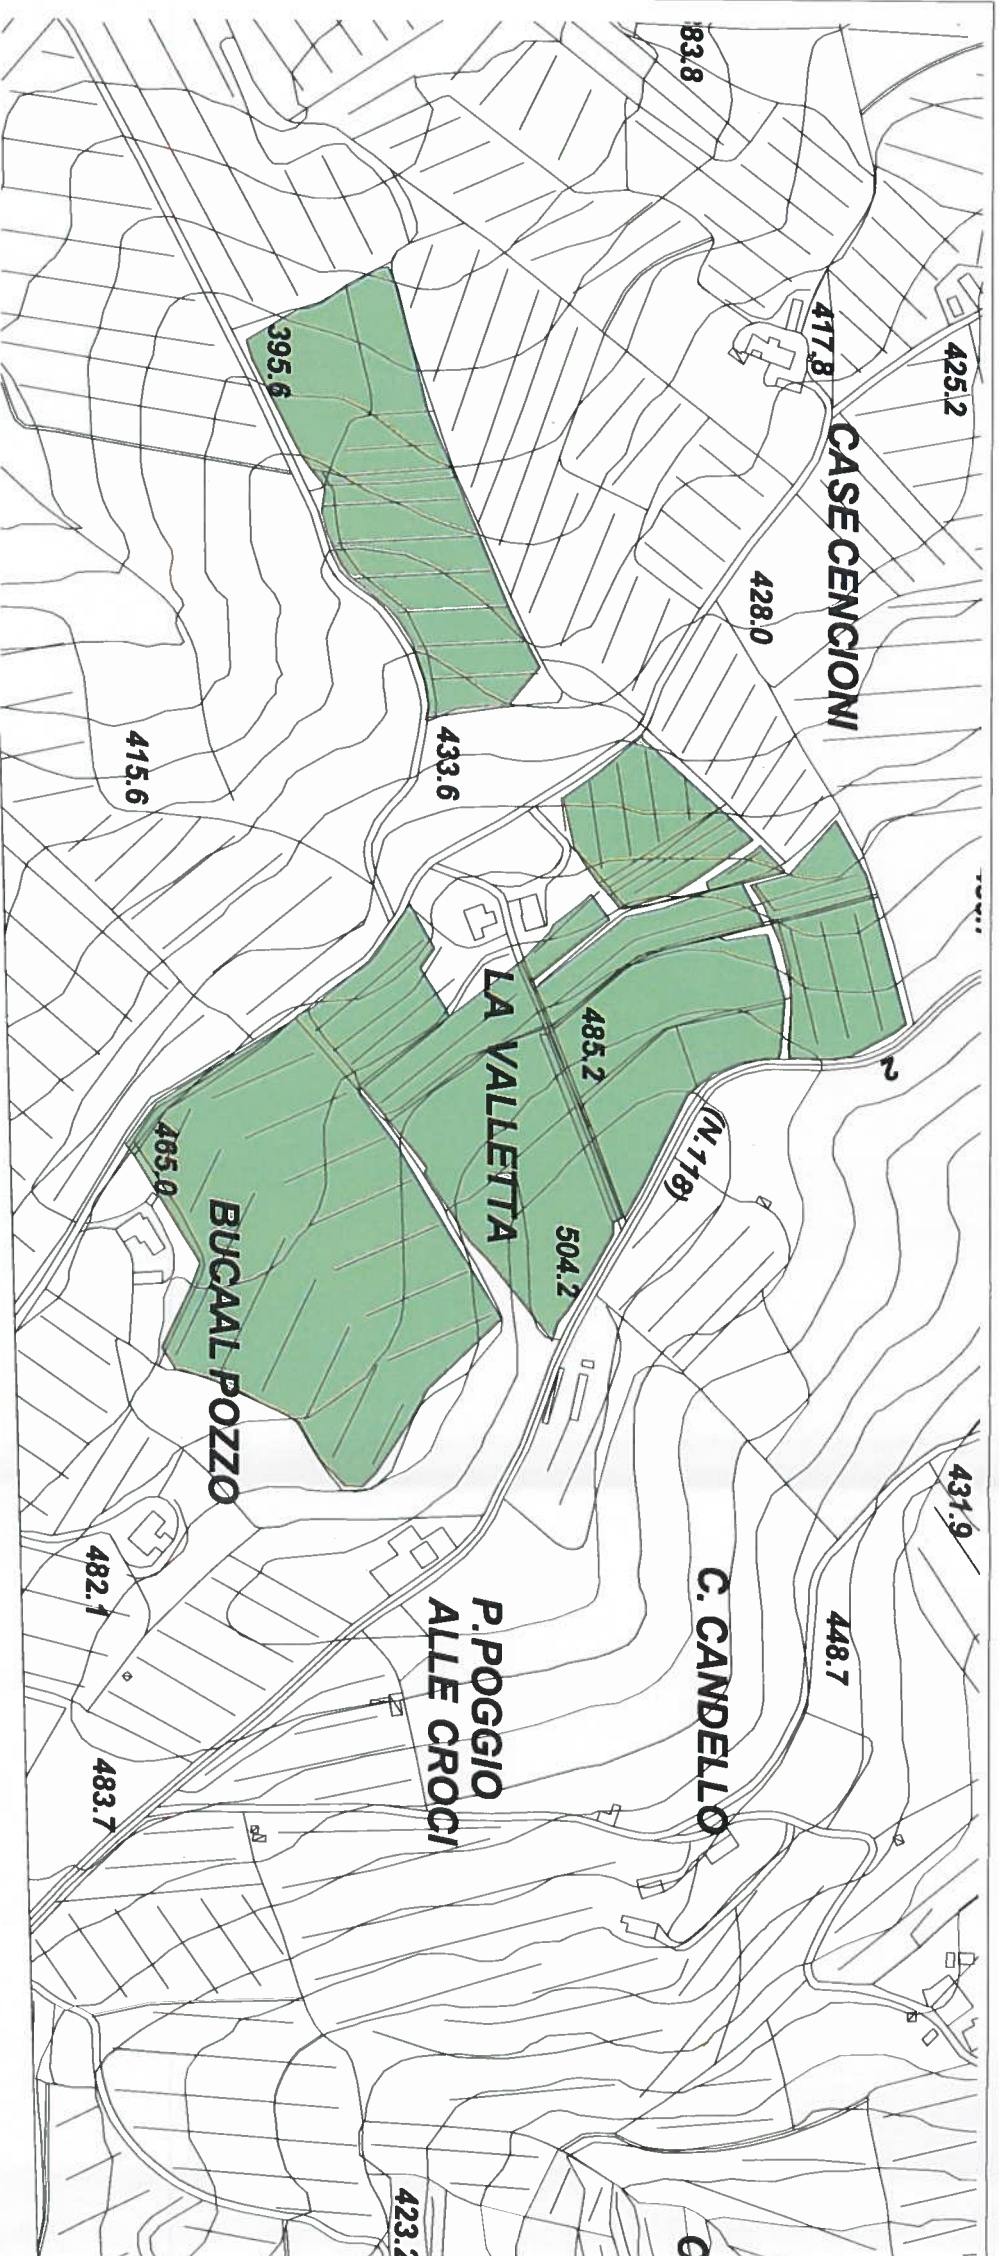 83.8
417.8
425.2
CASE CENCIONI
395.6
428.0
433.6
415.6
LA VALLETTA
485.2
(N.118)
504.2
485.0
BUCA AL POZZO
431.9
482.1
C. CANDELLO
448.7
P. POGGIO
ALLE CROCI
483.7